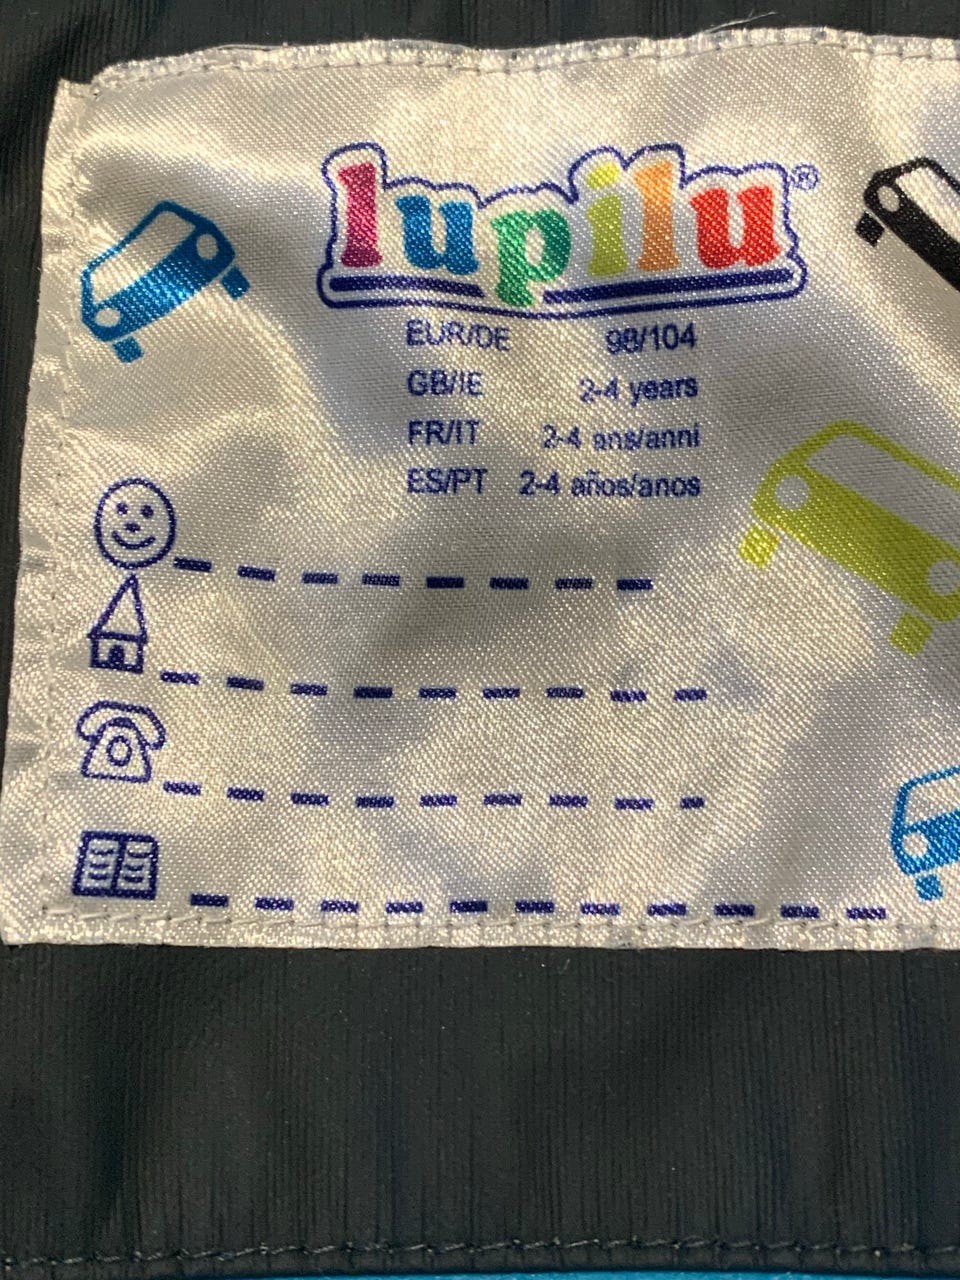 lupilu®
EUR/DE 98/104
GB/IE 2-4 years
FR/IT 2-4 ans/anni
ES/PT 2-4 años/anos